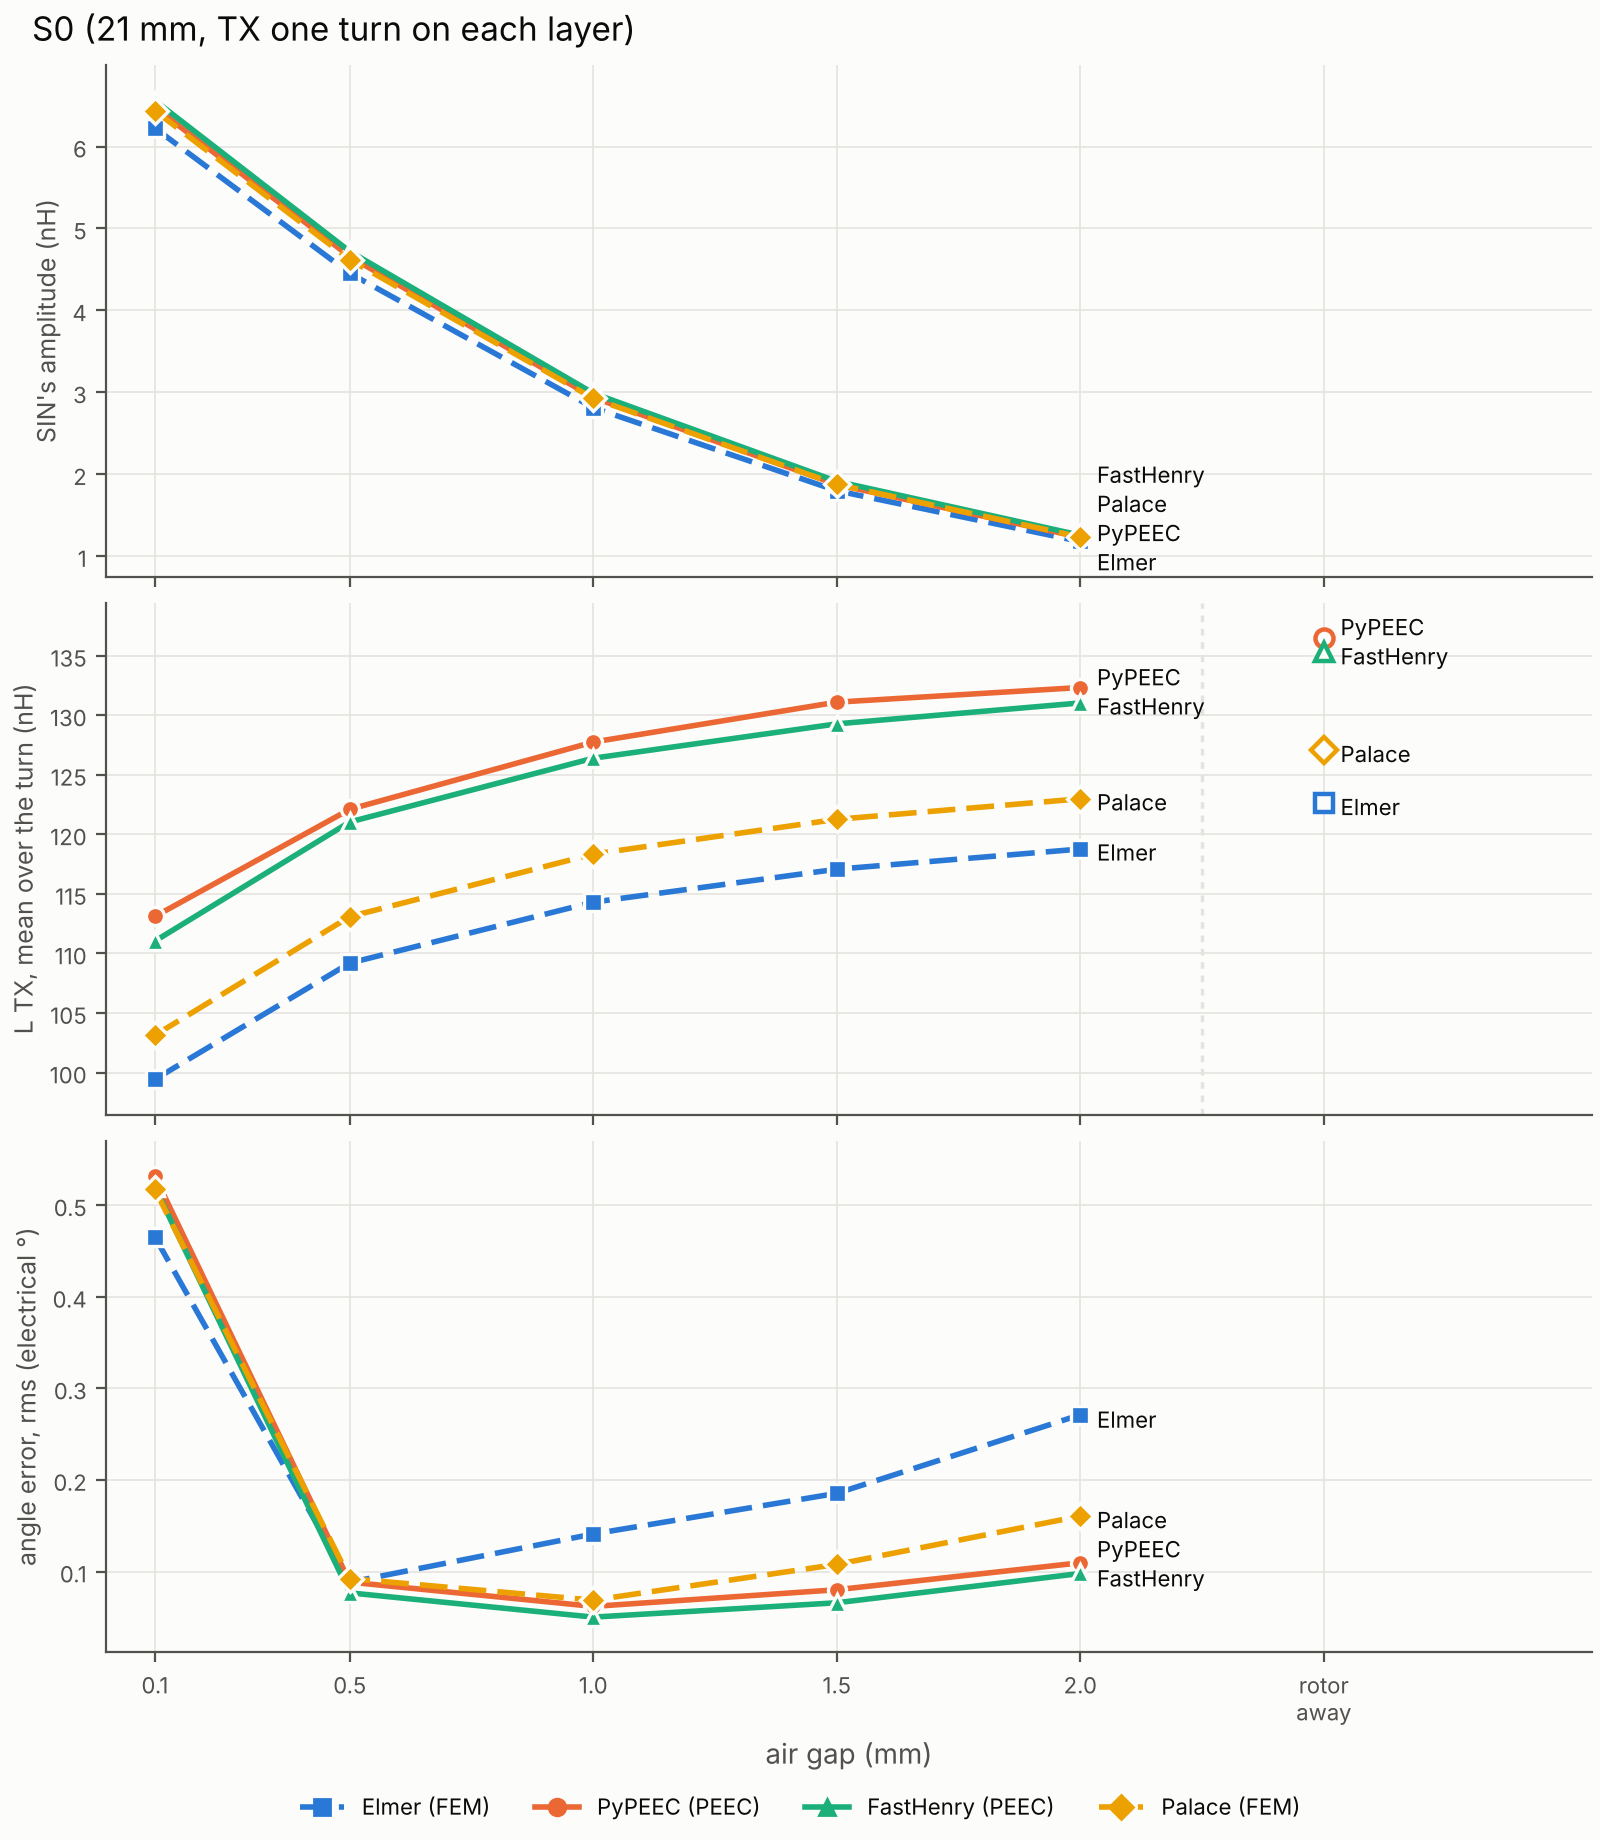 S0 (21 mm, TX one turn on each layer)
SIN's amplitude (nH)
6
5
4
3
2
1
FastHenry
Palace
PyPEEC
Elmer
L TX, mean over the turn (nH)
135
130
125
120
115
110
105
100
PyPEEC
FastHenry
Palace
Elmer
PyPEEC
FastHenry
Palace
Elmer
angle error, rms (electrical °)
0.5
0.4
0.3
0.2
0.1
Elmer
Palace
PyPEEC
FastHenry
0.1 0.5 1.0 1.5 2.0 rotor
away
air gap (mm)
Elmer (FEM) PyPEEC (PEEC) FastHenry (PEEC) Palace (FEM)